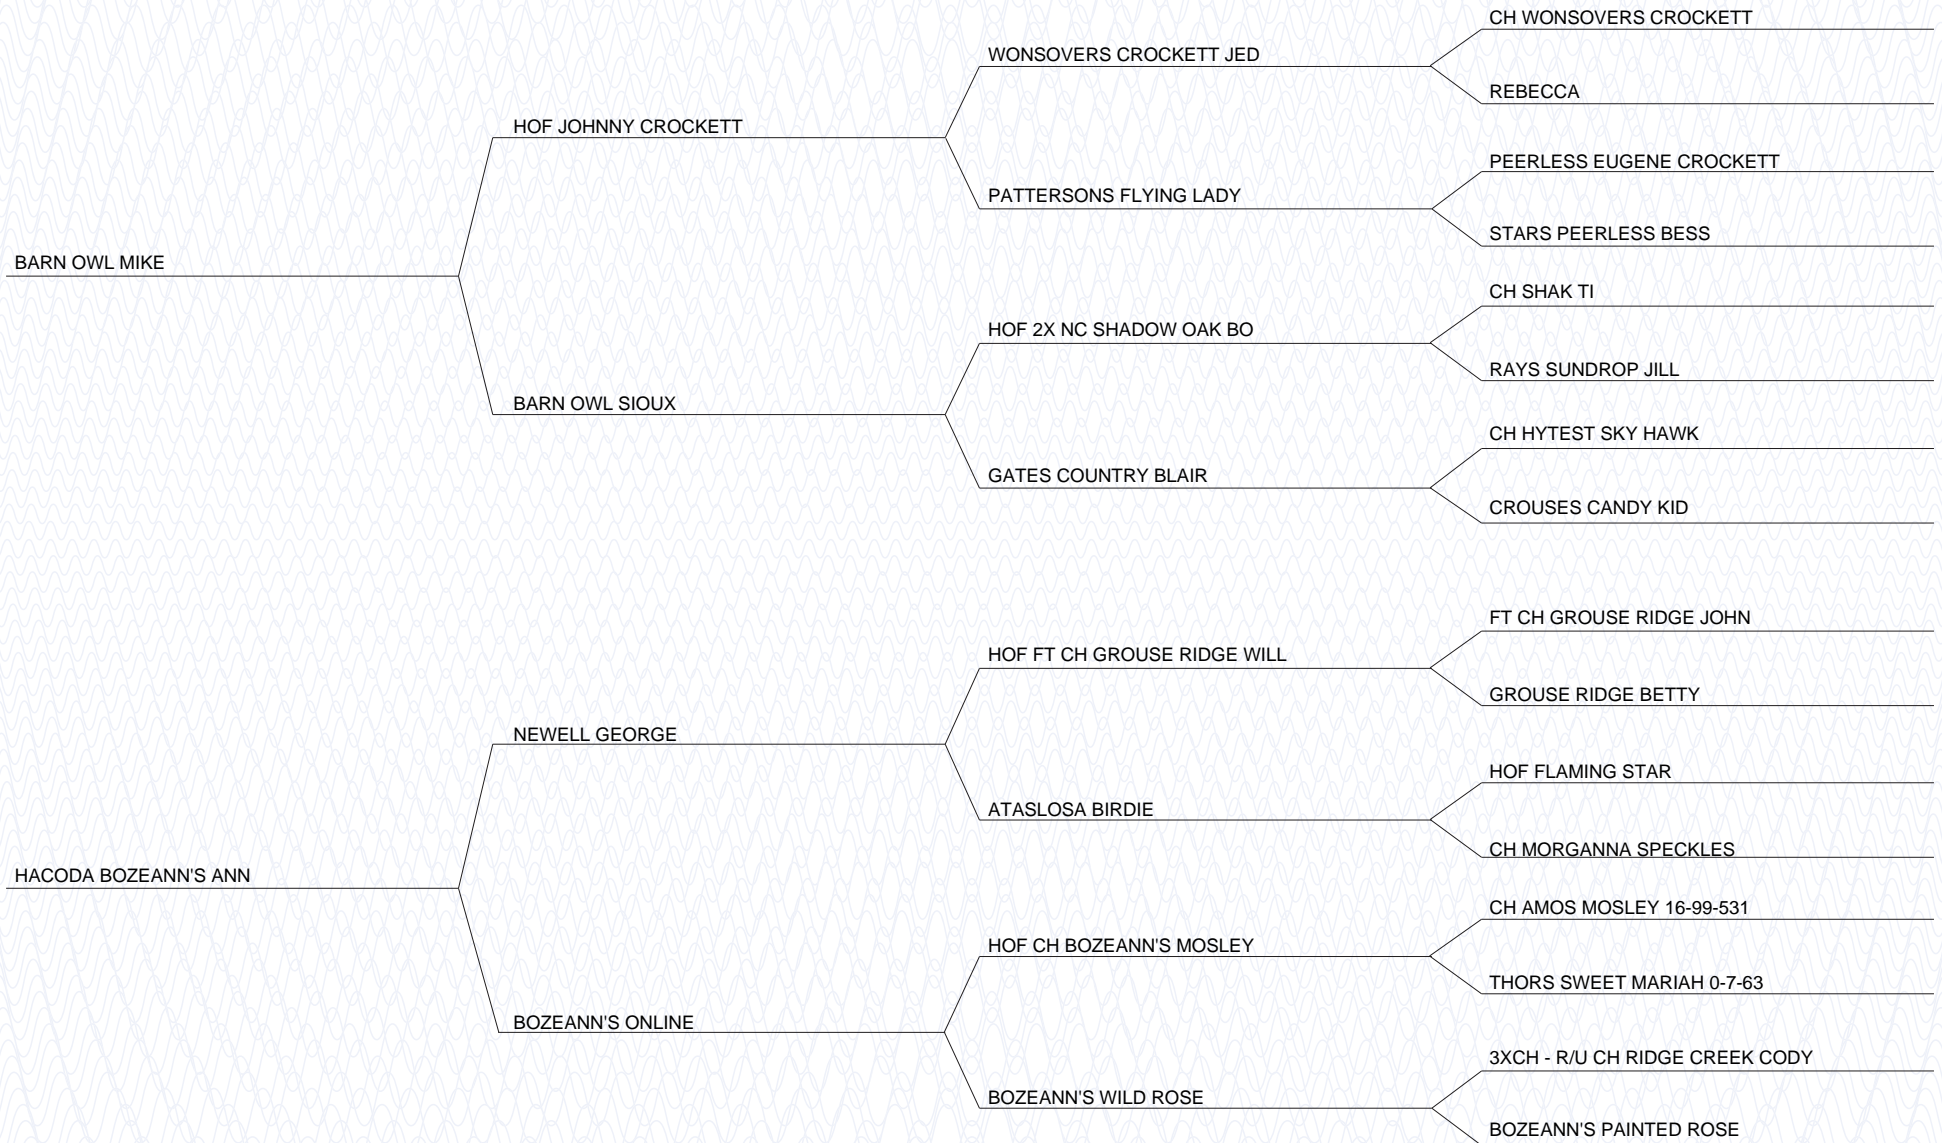 CH WONSOVERS CROCKETT
WONSOVERS CROCKETT JED
REBECCA
HOF JOHNNY CROCKETT
PEERLESS EUGENE CROCKETT
PATTERSONS FLYING LADY
STARS PEERLESS BESS
BARN OWL MIKE
CH SHAK TI
HOF 2X NC SHADOW OAK BO
RAYS SUNDROP JILL
BARN OWL SIOUX
CH HYTEST SKY HAWK
GATES COUNTRY BLAIR
CROUSES CANDY KID
FT CH GROUSE RIDGE JOHN
HOF FT CH GROUSE RIDGE WILL
GROUSE RIDGE BETTY
NEWELL GEORGE
HOF FLAMING STAR
ATASLOSA BIRDIE
CH MORGANNA SPECKLES
HACODA BOZEANN'S ANN
CH AMOS MOSLEY 16-99-531
HOF CH BOZEANN'S MOSLEY
THORS SWEET MARIAH 0-7-63
BOZEANN'S ONLINE
3XCH - R/U CH RIDGE CREEK CODY
BOZEANN'S WILD ROSE
BOZEANN'S PAINTED ROSE